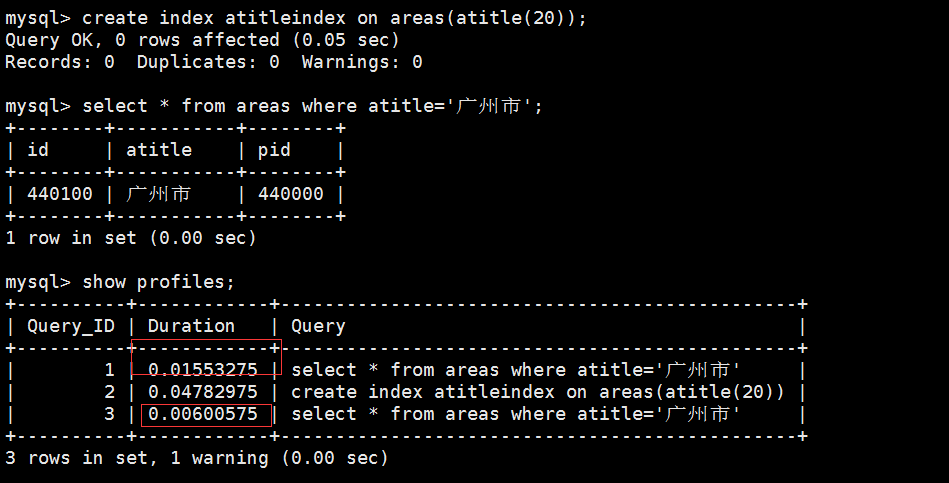 mysql> create index atitleindex on areas(atitle(20));
Query OK, 0 rows affected (0.05 sec)
Records: 0  Duplicates: 0  Warnings: 0

mysql> select * from areas where atitle='广州市';
+--------+-----------+--------+
| id     | atitle    | pid    |
+--------+-----------+--------+
| 440100 | 广州市    | 440000 |
+--------+-----------+--------+
1 row in set (0.00 sec)

mysql> show profiles;
+----------+------------+-----------------------------------------------+
| Query_ID | Duration   | Query                                         |
+----------+------------+-----------------------------------------------+
|        1 | 0.01553275 | select * from areas where atitle='广州市'     |
|        2 | 0.04782975 | create index atitleindex on areas(atitle(20)) |
|        3 | 0.00600575 | select * from areas where atitle='广州市'     |
+----------+------------+-----------------------------------------------+
3 rows in set, 1 warning (0.00 sec)